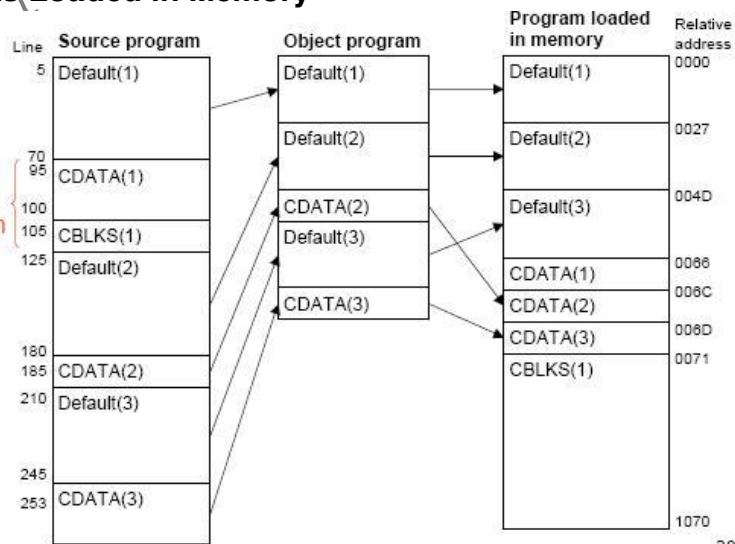 Loaded in Memory
Line
Source program
5
Default(1)
70
95
CDATA(1)
100
105
CBLKS(1)
125
Default(2)
180
185
CDATA(2)
210
Default(3)
245
253
CDATA(3)
Object program
Default(1)
Default(2)
CDATA(2)
Default(3)
CDATA(3)
Program loaded
in memory
Relative
address
Default(1)
0000
Default(2)
0027
Default(3)
004D
CDATA(1)
0066
CDATA(2)
006C
CDATA(3)
006D
CBLKS(1)
0071
1070